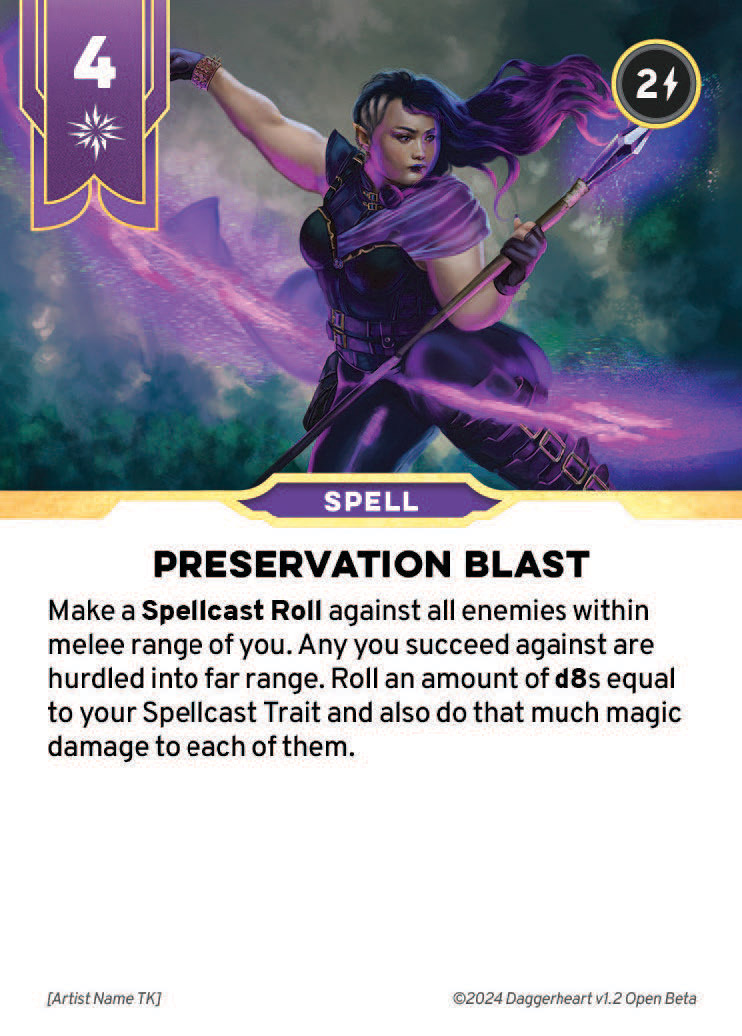 4
2
SPELL
PRESERVATION BLAST
Make a Spellcast Roll against all enemies within
melee range of you. Any you succeed against are
hurdled into far range. Roll an amount of d8s equal
to your Spellcast Trait and also do that much magic
damage to each of them.
[Artist Name TK]
©2024 Daggerheart v1.2 Open Beta